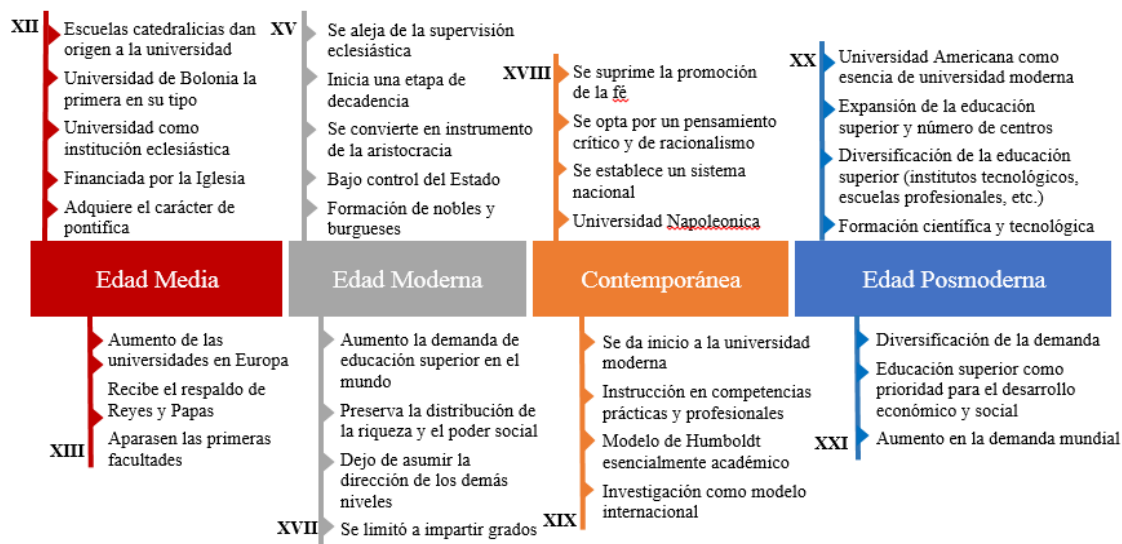 XII
Escuelas catedralicias dan
origen a la universidad
Universidad de Bolonia la
primera en su tipo
Universidad como
institución eclesiástica
Financiada por la Iglesia
Adquiere el carácter de
pontifica
XV
Se aleja de la supervisión
eclesiástica
Inicia una etapa de
decadencia
Se convierte en instrumento
de la aristocracia
Bajo control del Estado
Formación de nobles y
burgueses
XVIII
Se suprime la promoción
de la fé
Se opta por un pensamiento
crítico y de racionalismo
Se establece un sistema
nacional
Universidad Napoleonica
XX
Universidad Americana como
esencia de universidad moderna
Expansión de la educación
superior y número de centros
Diversificación de la educación
superior (institutos tecnológicos,
escuelas profesionales, etc.)
Formación científica y tecnológica
Edad Media
Edad Moderna
Contemporánea
Edad Posmoderna
Aumento de las
universidades en Europa
Recibe el respaldo de
Reyes y Papas
Aparasen las primeras
facultades
XIII
Aumento la demanda de
educación superior en el
mundo
Preserva la distribución de
la riqueza y el poder social
Dejo de asumir la
dirección de los demás
niveles
Se limitó a impartir grados
XVII
Se da inicio a la universidad
moderna
Instrucción en competencias
prácticas y profesionales
Modelo de Humboldt
esencialmente académico
Investigación como modelo
internacional
XIX
Diversificación de la demanda
Educación superior como
prioridad para el desarrollo
económico y social
Aumento en la demanda mundial
XXI